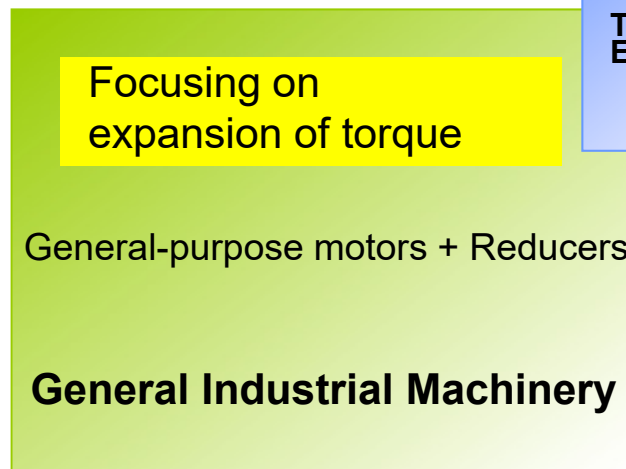 Focusing on
expansion of torque
General-purpose motors + Reducers
General Industrial Machinery